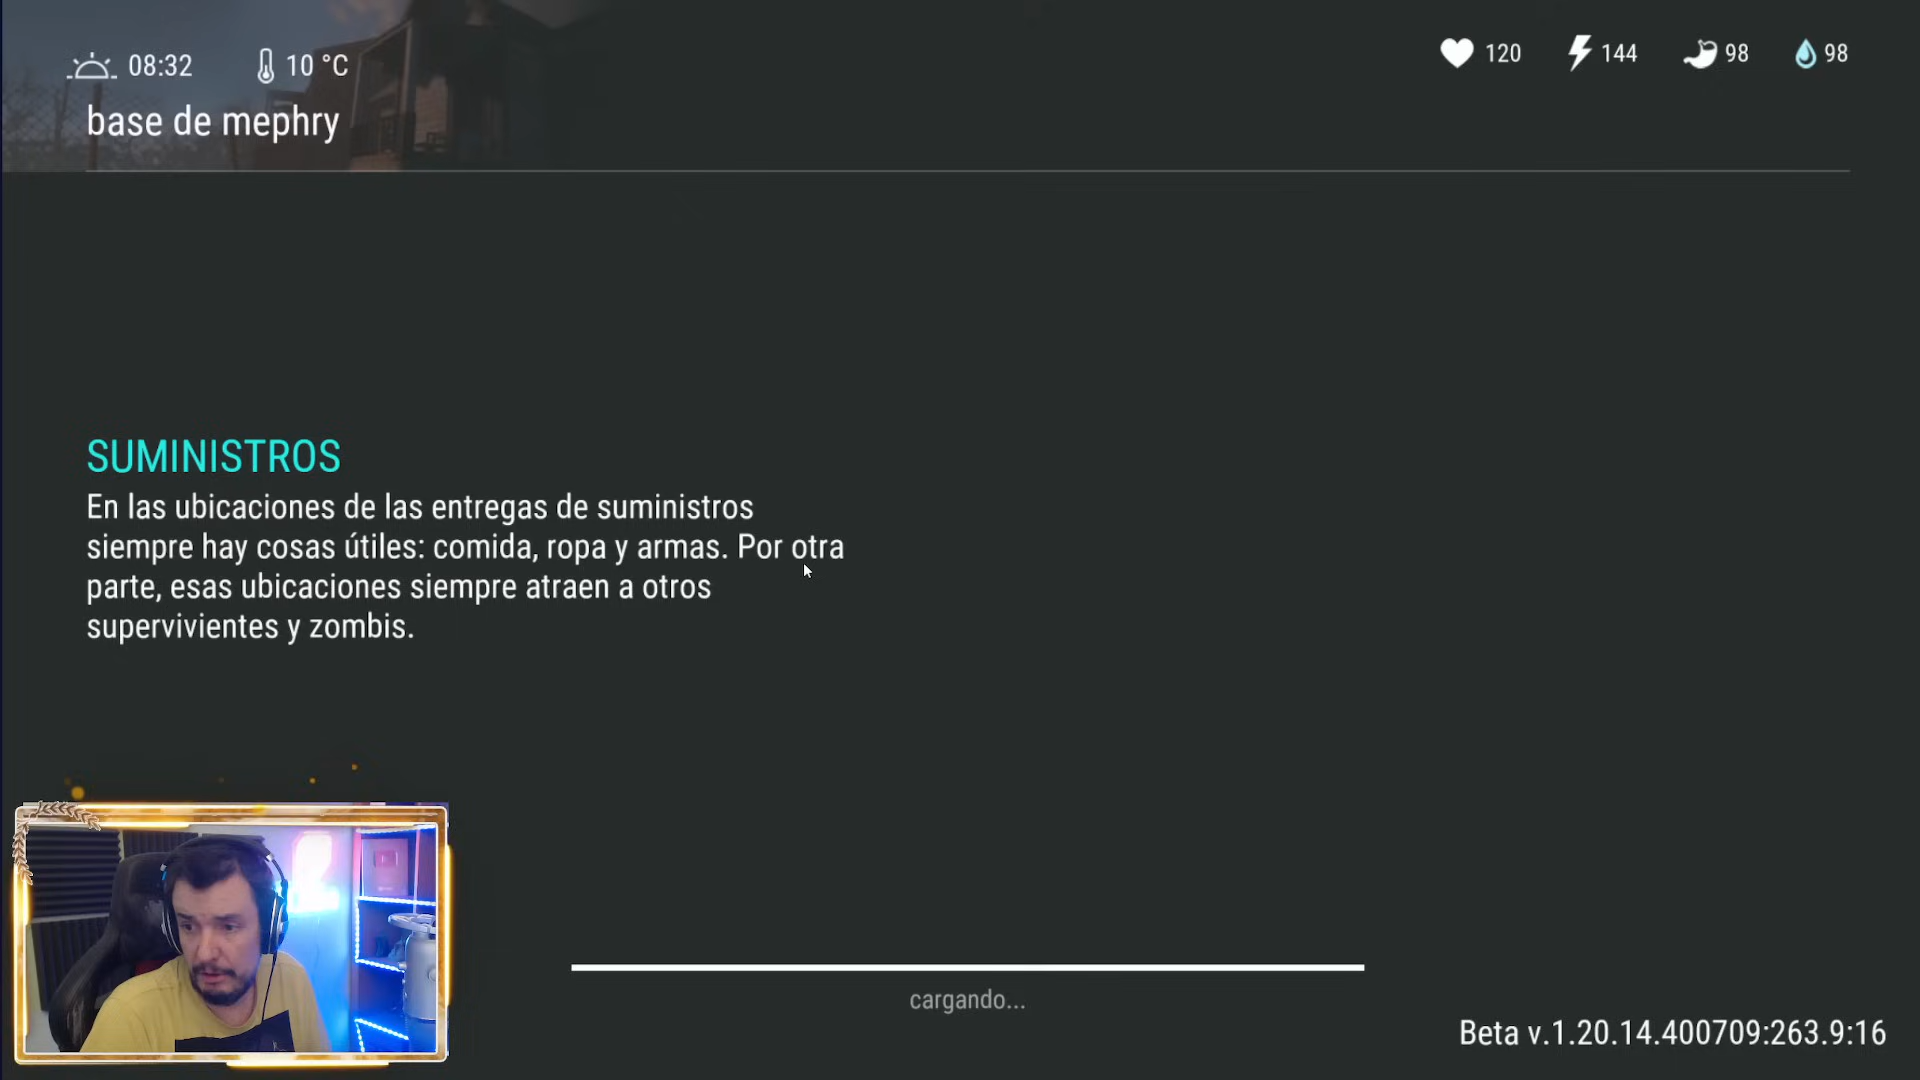 08:32 10 °C 120 144 98 98
base de mephry
SUMINISTROS
En las ubicaciones de las entregas de suministros
siempre hay cosas útiles: comida, ropa y armas. Por otra
parte, esas ubicaciones siempre atraen a otros
supervivientes y zombis.
cargando...
Beta v.1.20.14.400709:263.9:16